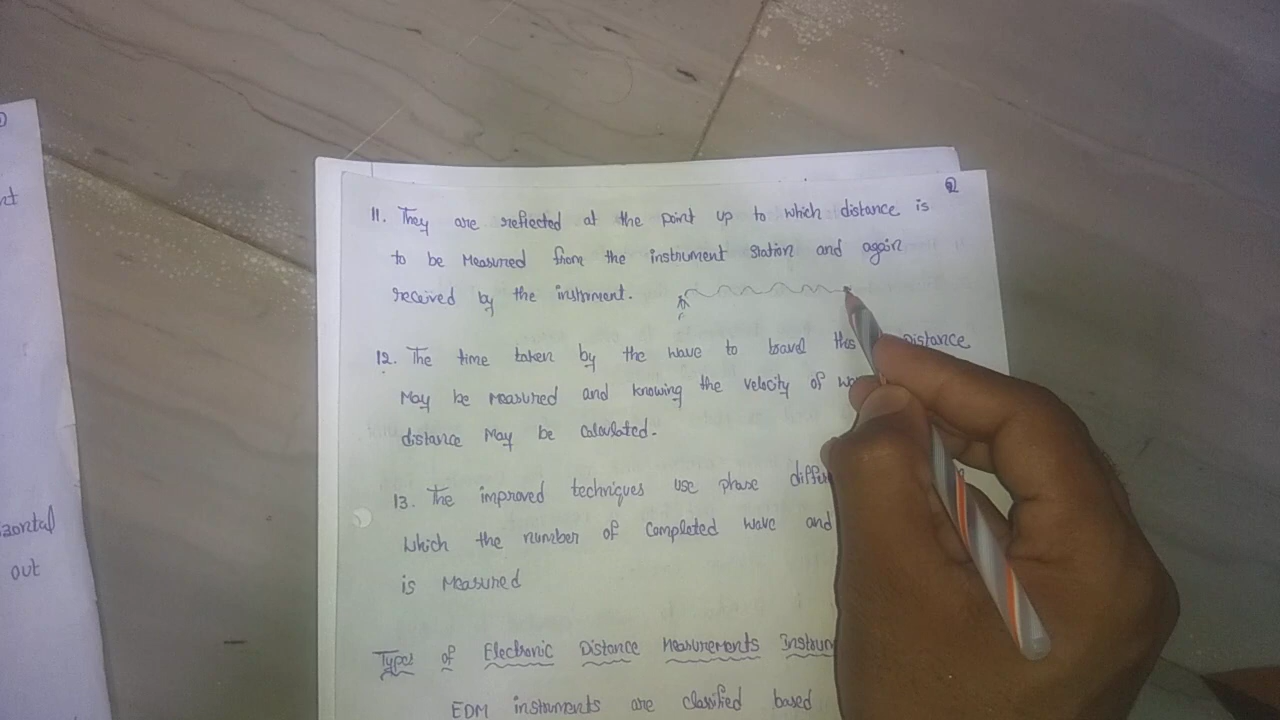 2
11. They are reflected at the point up to which distance is
to be Measured from the instrument station and again
received by the instrument.
12. The time taken by the wave to travel this Distance
May be Measured and knowing the velocity of
distance May be Calculated.
13. The improved techniques use phase
which the number of Completed wave and
is Measured
Types of Electronic Distance Measurements
EDM instruments are classified based
out